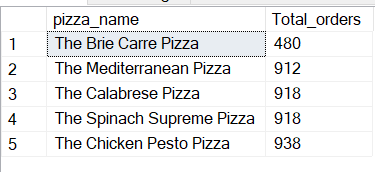 pizza_name Total_orders
1 The Brie Carre Pizza 480
2 The Mediterranean Pizza 912
3 The Calabrese Pizza 918
4 The Spinach Supreme Pizza 918
5 The Chicken Pesto Pizza 938